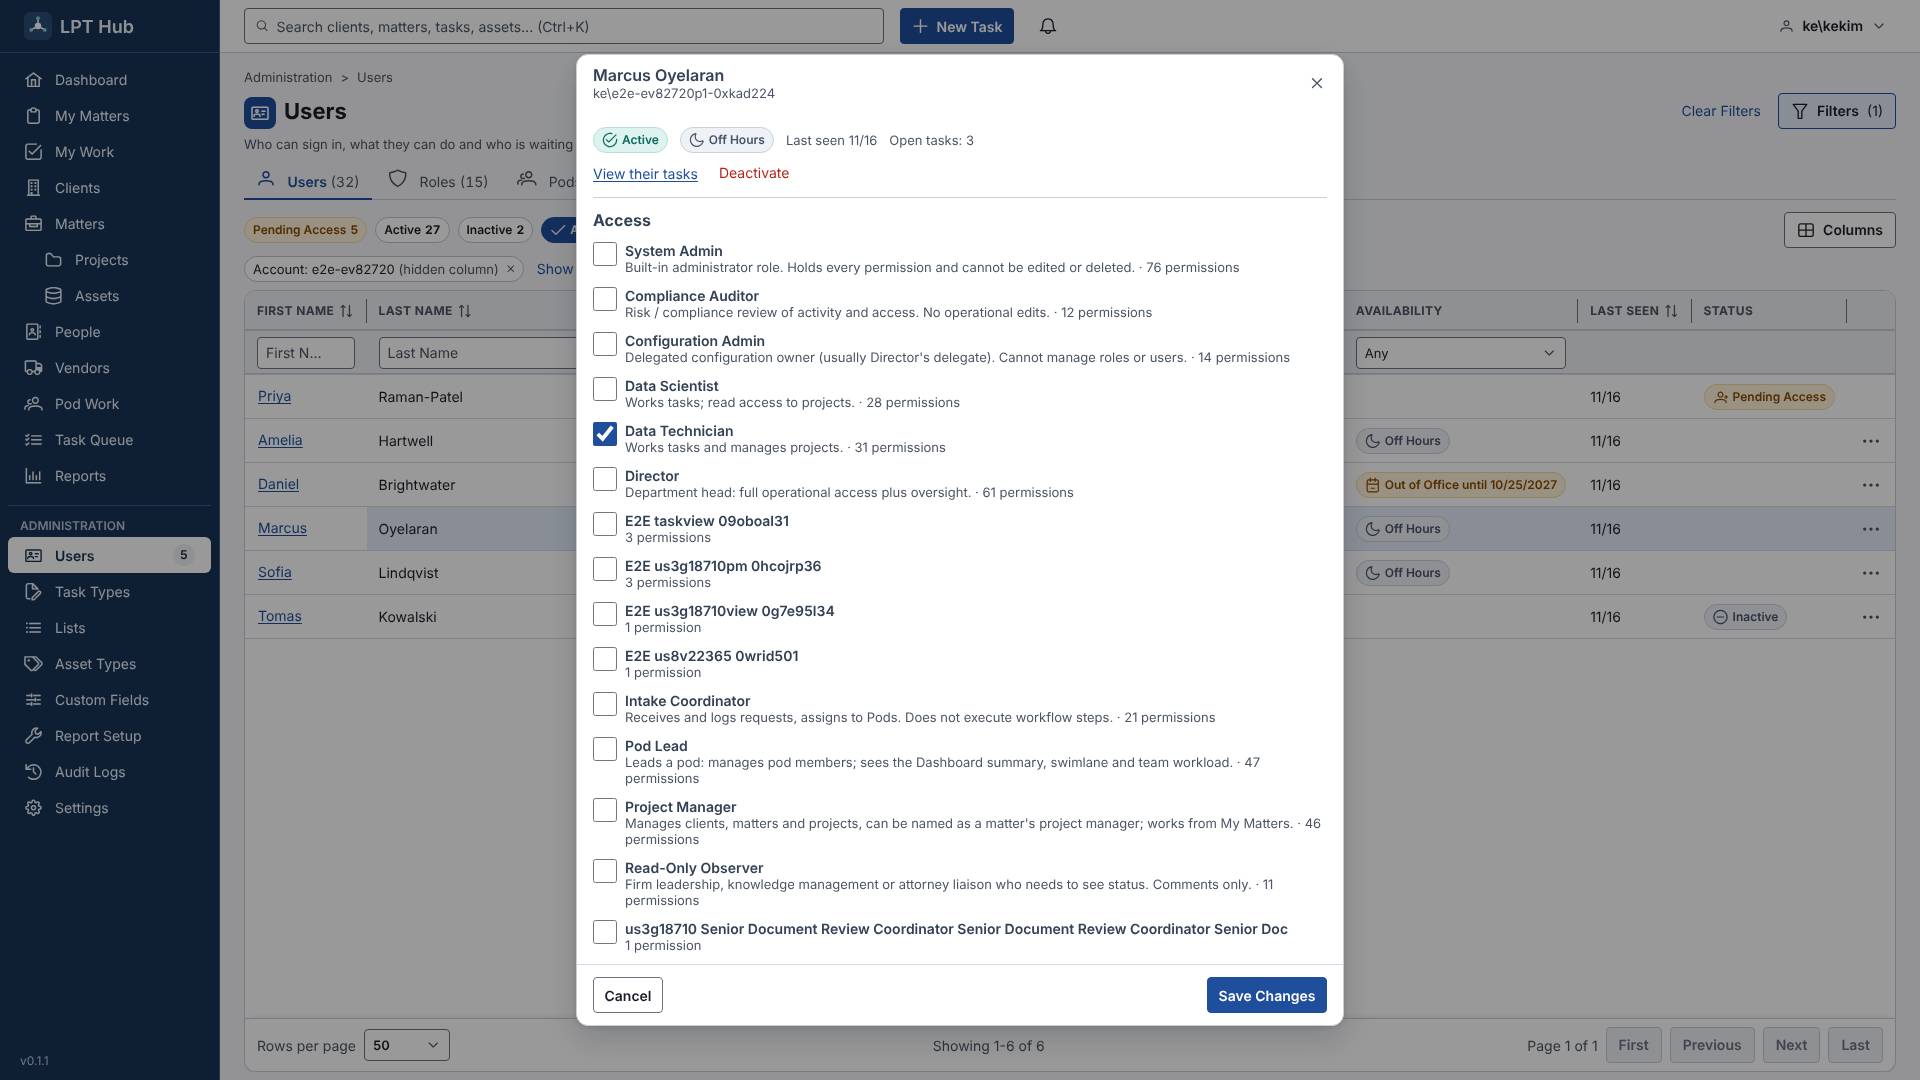 LPT Hub
Search clients, matters, tasks, assets... (Ctrl+K)
New Task
ke\kekim
Dashboard
My Matters
My Work
Clients
Matters
Projects
Assets
People
Vendors
Pod Work
Task Queue
Reports
ADMINISTRATION
Users 5
Task Types
Lists
Asset Types
Custom Fields
Report Setup
Audit Logs
Settings
v0.1.1
Administration > Users
Users
Who can sign in, what they can do and who is waiting
Clear Filters
Filters (1)
Users (32)
Roles (15)
Pod
Pending Access 5
Active 27
Inactive 2
Columns
Account: e2e-ev82720 (hidden column) ×
Show
FIRST NAME LAST NAME AVAILABILITY LAST SEEN STATUS
First N... Last Name Any
Priya Raman-Patel 11/16 Pending Access
Amelia Hartwell Off Hours 11/16
Daniel Brightwater Out of Office until 10/25/2027 11/16
Marcus Oyelaran Off Hours 11/16
Sofia Lindqvist Off Hours 11/16
Tomas Kowalski 11/16 Inactive
Rows per page 50
Showing 1-6 of 6
Page 1 of 1 First Previous Next Last
Marcus Oyelaran
ke\e2e-ev82720p1-0xkad224
Active Off Hours Last seen 11/16 Open tasks: 3
View their tasks Deactivate
Access
System Admin
Built-in administrator role. Holds every permission and cannot be edited or deleted. · 76 permissions
Compliance Auditor
Risk / compliance review of activity and access. No operational edits. · 12 permissions
Configuration Admin
Delegated configuration owner (usually Director's delegate). Cannot manage roles or users. · 14 permissions
Data Scientist
Works tasks; read access to projects. · 28 permissions
Data Technician
Works tasks and manages projects. · 31 permissions
Director
Department head: full operational access plus oversight. · 61 permissions
E2E taskview 09oboal31
3 permissions
E2E us3g18710pm 0hcojrp36
3 permissions
E2E us3g18710view 0g7e95l34
1 permission
E2E us8v22365 0wrid501
1 permission
Intake Coordinator
Receives and logs requests, assigns to Pods. Does not execute workflow steps. · 21 permissions
Pod Lead
Leads a pod: manages pod members; sees the Dashboard summary, swimlane and team workload. · 47
permissions
Project Manager
Manages clients, matters and projects, can be named as a matter's project manager; works from My Matters. · 46
permissions
Read-Only Observer
Firm leadership, knowledge management or attorney liaison who needs to see status. Comments only. · 11
permissions
us3g18710 Senior Document Review Coordinator Senior Document Review Coordinator Senior Doc
1 permission
Cancel
Save Changes